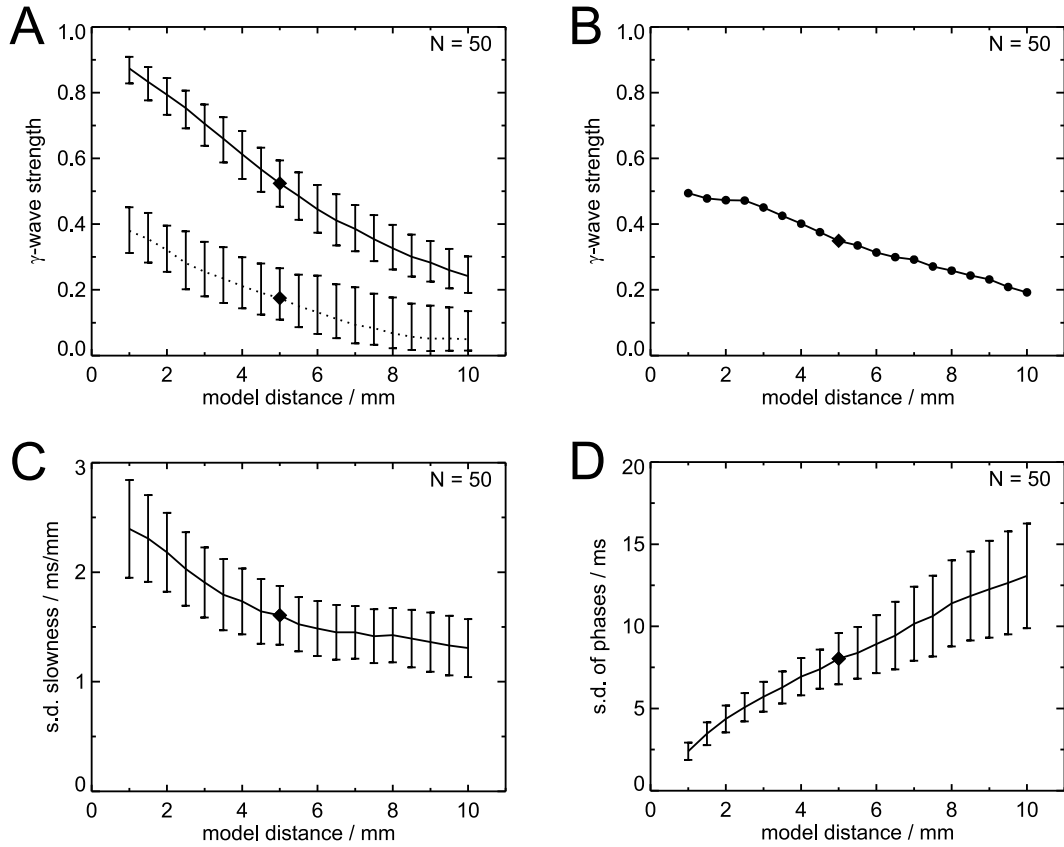 A
N = 50
γ-wave strength
1.0
0.8
0.6
0.4
0.2
0.0
0 2 4 6 8 10
model distance / mm
B
N = 50
γ-wave strength
1.0
0.8
0.6
0.4
0.2
0.0
0 2 4 6 8 10
model distance / mm
C
N = 50
s.d. slowness / ms/mm
3
2
1
0
0 2 4 6 8 10
model distance / mm
D
N = 50
s.d. of phases / ms
20
15
10
5
0
0 2 4 6 8 10
model distance / mm